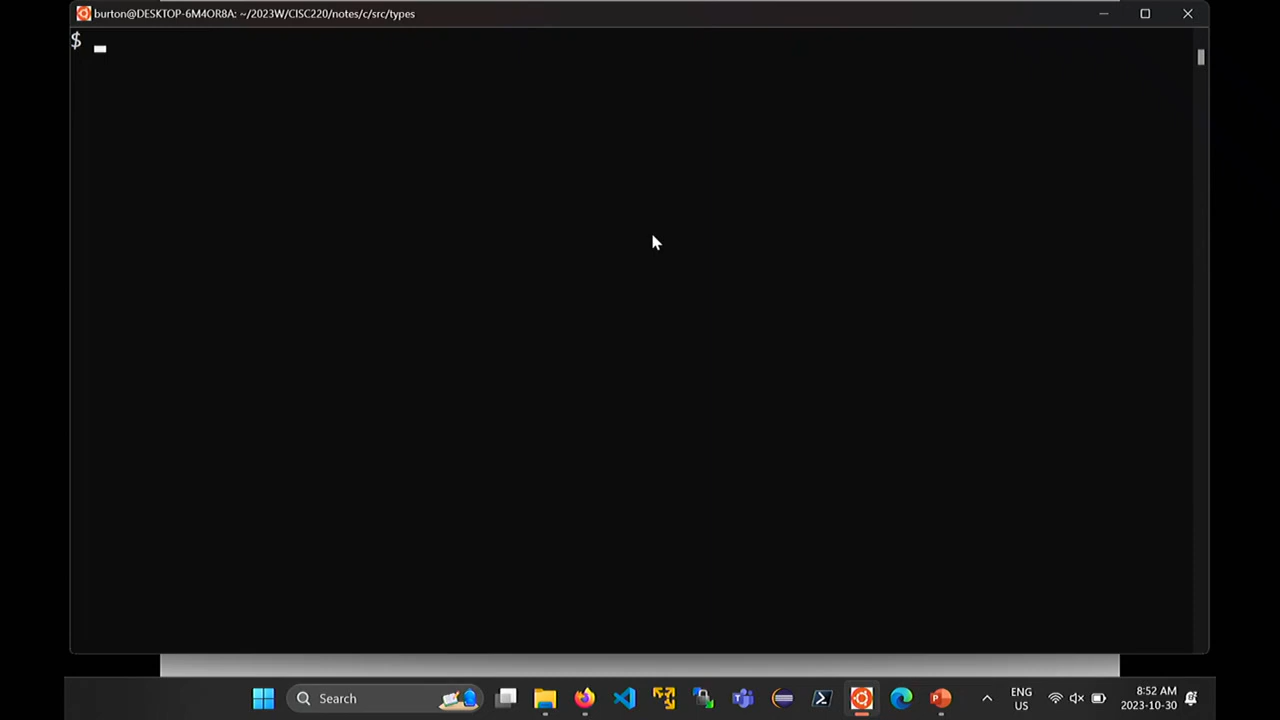 burton@DESKTOP-6M4OR8A: ~/2023W/CISC220/notes/c/src/types
$
Search
ENG
US
8:52 AM
2023-10-30